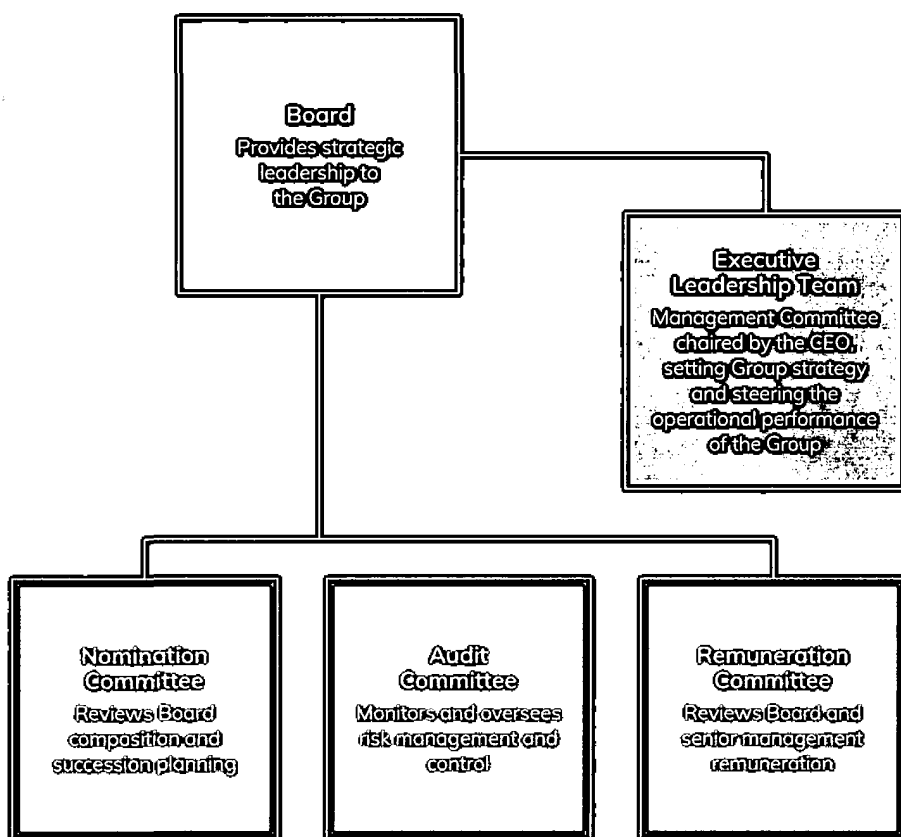 Board
Provides strategic
leadership to
the Group
Executive
Leadership Team
Management Committee
chaired by the CEO,
setting Group strategy
and steering the
operational performance
of the Group
Nomination
Committee
Reviews Board
composition and
succession planning
Audit
Committee
Monitors and oversees
risk management and
control
Remuneration
Committee
Reviews Board and
senior management
remuneration